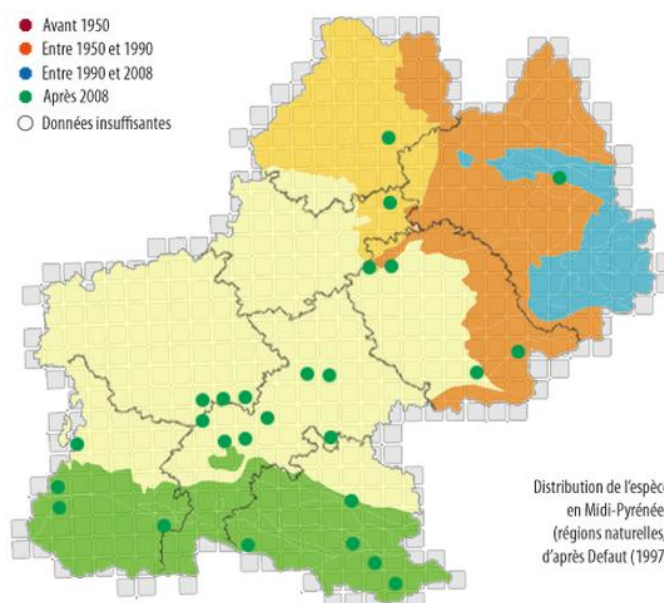 Avant 1950
Entre 1950 et 1990
Entre 1990 et 2008
Après 2008
Données insuffisantes
Distribution de l'espèce
en Midi-Pyrénée
(régions naturelles,
d'après Defaut (1997